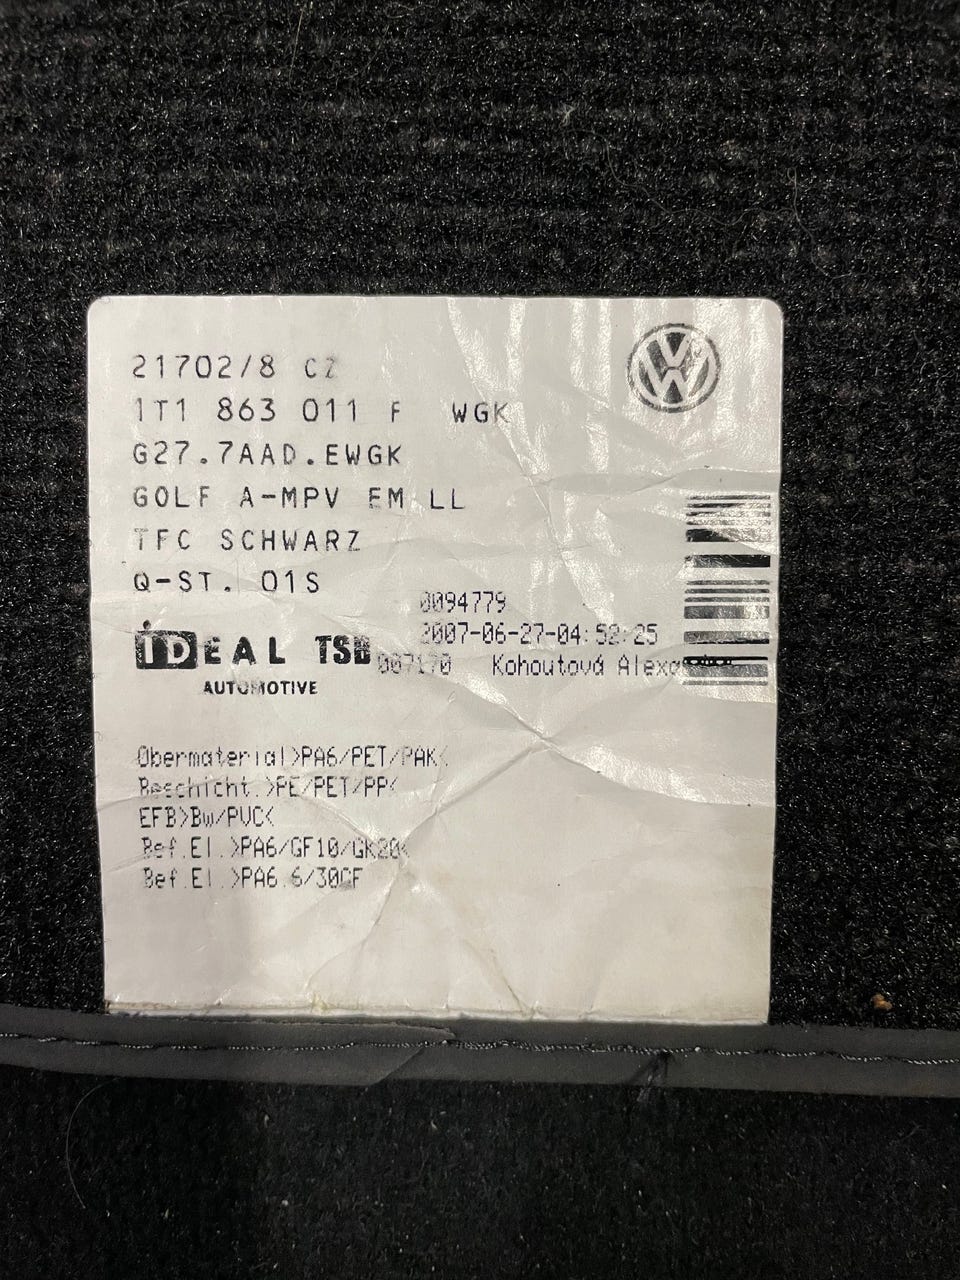 21702/8 CZ
1T1 863 011 F WGK
G27.7AAD.EWGK
GOLF A-MPV EM LL
TFC SCHWARZ
Q-ST. 01S
0094779
2007-06-27-04:52:25
007170 Kohoutová Alexa
iDEAL TSB
AUTOMOTIVE
Obermaterial>PA6/PET/PAK<
Beschicht.>PE/PET/PP<
EFB>Bw/PVC<
Bef.El.>PA6/GF10/GK20<
Bef.El.>PA6.6/30GF